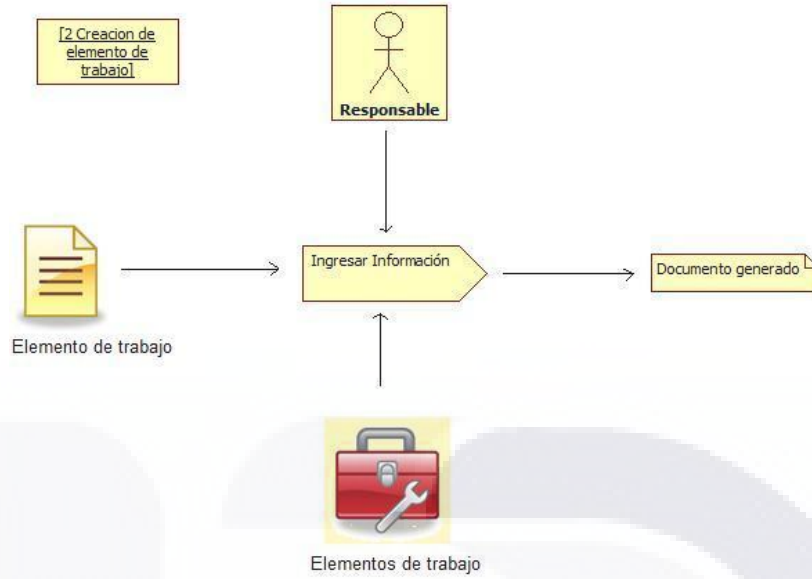 [2 Creacion de
elemento de
trabajo]
Responsable
Ingresar Información
Documento generado
Elemento de trabajo
Elementos de trabajo